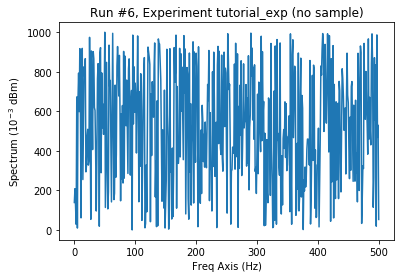 Run #6, Experiment tutorial_exp (no sample)
1000
800
600
400
200
0
Spectrum (10⁻³ dBm)
0 100 200 300 400 500
Freq Axis (Hz)